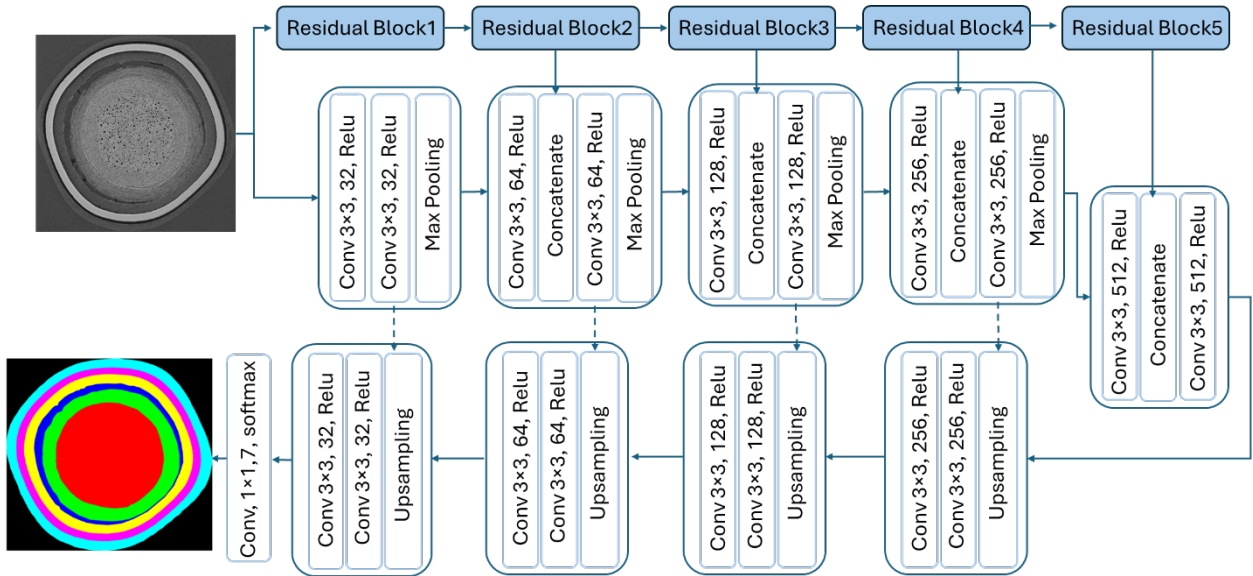 Residual Block1
Residual Block2
Residual Block3
Residual Block4
Residual Block5
Conv 3×3, 32, Relu
Conv 3×3, 32, Relu
Max Pooling
Conv 3×3, 64, Relu
Concatenate
Conv 3×3, 64, Relu
Max Pooling
Conv 3×3, 128, Relu
Concatenate
Conv 3×3, 128, Relu
Max Pooling
Conv 3×3, 256, Relu
Concatenate
Conv 3×3, 256, Relu
Max Pooling
Conv 3×3, 512, Relu
Concatenate
Conv 3×3, 512, Relu
Conv, 1×1,7, softmax
Conv 3×3, 32, Relu
Conv 3×3, 32, Relu
Upsampling
Conv 3×3, 64, Relu
Conv 3×3, 64, Relu
Upsampling
Conv 3×3, 128, Relu
Conv 3×3, 128, Relu
Upsampling
Conv 3×3, 256, Relu
Conv 3×3, 256, Relu
Upsampling